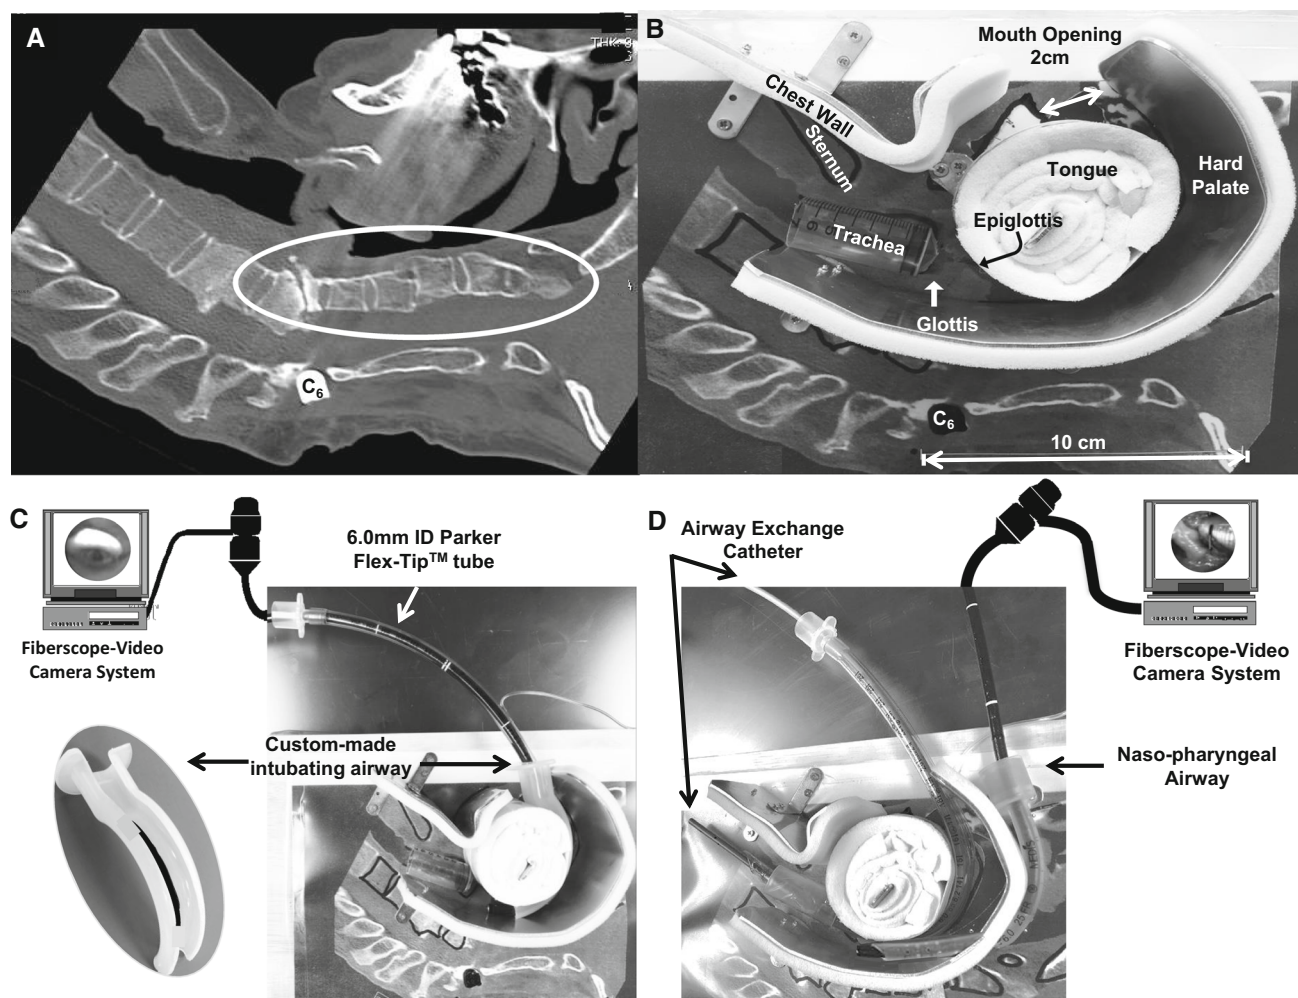 A
THK: 3
B
Mouth Opening
2cm
Chest Wall
Sternum
Tongue
Hard
Palate
Epiglottis
Trachea
Glottis
C6
C6
10 cm
C
6.0mm ID Parker
Flex-Tip™ tube
Fiberscope-Video
Camera System
Custom-made
intubating airway
D
Airway Exchange
Catheter
Fiberscope-Video
Camera System
Naso-pharyngeal
Airway